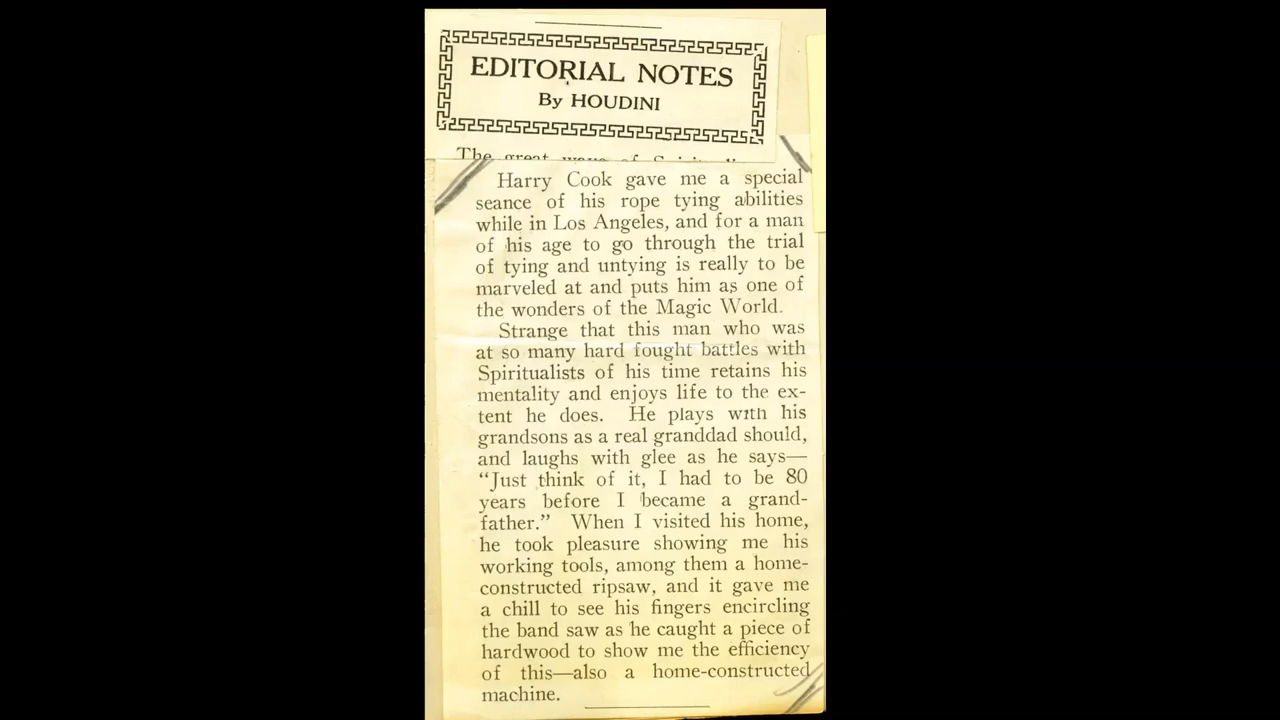 EDITORIAL NOTES
By HOUDINI
The great wave of
Harry Cook gave me a special
seance of his rope tying abilities
while in Los Angeles, and for a man
of his age to go through the trial
of tying and untying is really to be
marveled at and puts him as one of
the wonders of the Magic World.
Strange that this man who was
at so many hard fought battles with
Spiritualists of his time retains his
mentality and enjoys life to the ex-
tent he does. He plays with his
grandsons as a real granddad should,
and laughs with glee as he says—
“Just think of it, I had to be 80
years before I became a grand-
father.” When I visited his home,
he took pleasure showing me his
working tools, among them a home-
constructed ripsaw, and it gave me
a chill to see his fingers encircling
the band saw as he caught a piece of
hardwood to show me the efficiency
of this—also a home-constructed
machine.